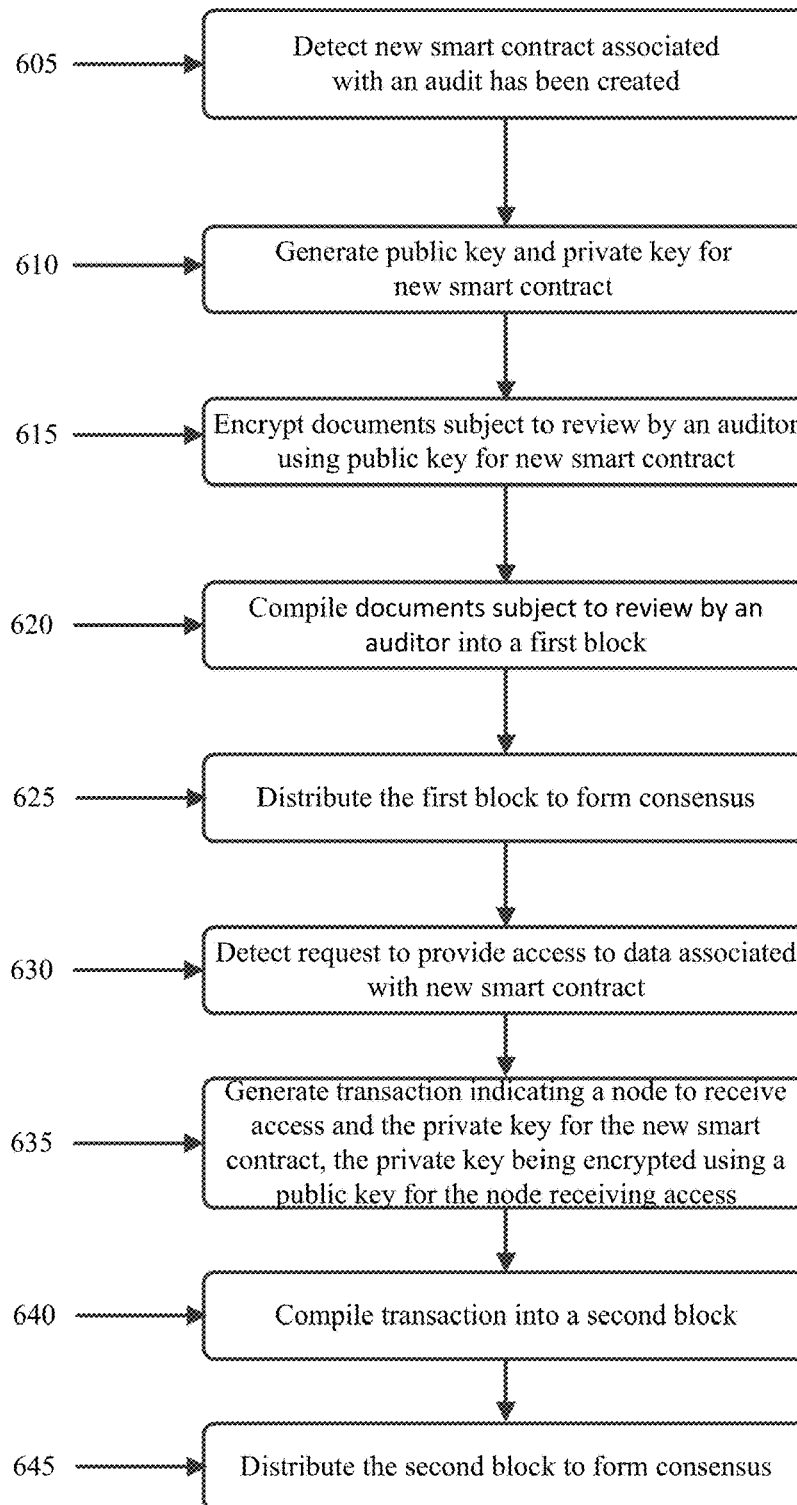 605
Detect new smart contract associated
with an audit has been created
610
Generate public key and private key for
new smart contract
615
Encrypt documents subject to review by an auditor
using public key for new smart contract
620
Compile documents subject to review by an
auditor into a first block
625
Distribute the first block to form consensus
630
Detect request to provide access to data associated
with new smart contract
635
Generate transaction indicating a node to receive
access and the private key for the new smart
contract, the private key being encrypted using a
public key for the node receiving access
640
Compile transaction into a second block
645
Distribute the second block to form consensus